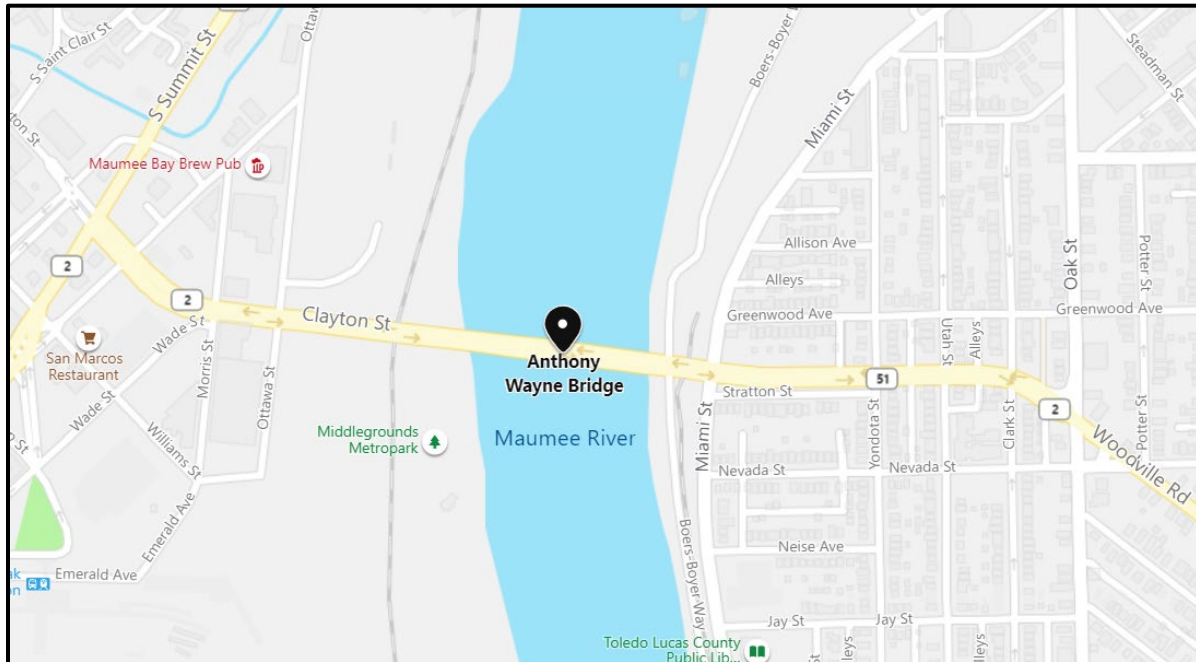 S Saint Clair St
S Summit St
Ottawa
Boers-Boyer
Miami St
Steadman St
Maumee Bay Brew Pub
2
2
Clayton St
Wade St
San Marcos
Restaurant
Wade St
Morris St
Ottawa St
Williams St
Emerald Ave
Emerald Ave
Middlegrounds
Metropark
Anthony
Wayne Bridge
Maumee River
Allison Ave
Alleys
Greenwood Ave
Greenwood Ave
Oak St
Potter St
Utah St
Alleys
Stratton St
51
2
Miami St
Yondota St
Clark St
Potter St
Woodville Rd
Nevada St
Nevada St
Neise Ave
Boers-Boyer Way
Jay St
Jay St
Toledo Lucas County
Public Lib...
Alleys